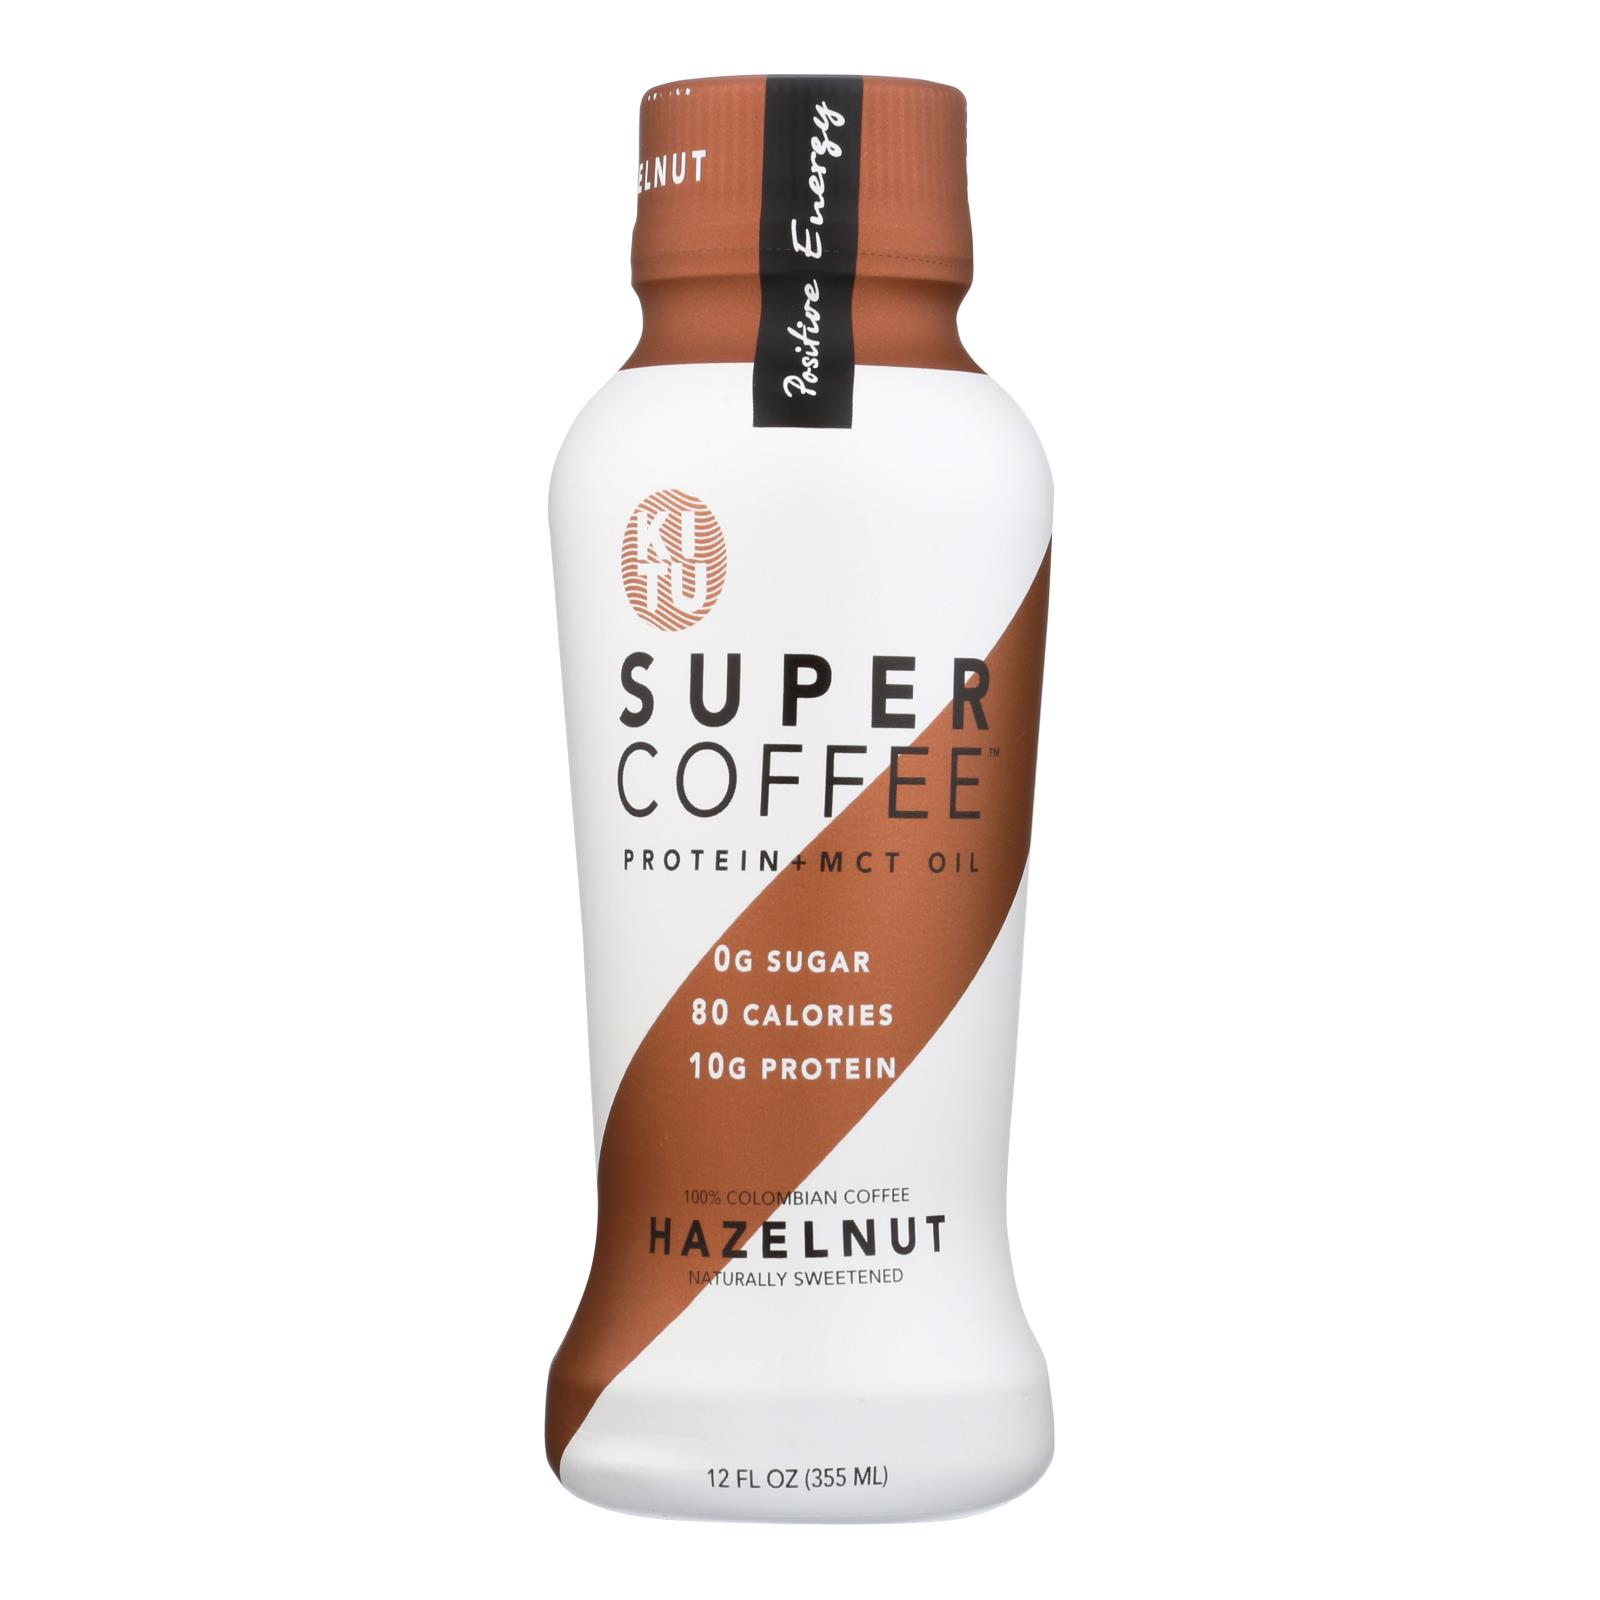 ELNUT
Positive Energy
KI
TU
SUPER
COFFEE™
PROTEIN+MCT OIL
0G SUGAR
80 CALORIES
10G PROTEIN
100% COLOMBIAN COFFEE
HAZELNUT
NATURALLY SWEETENED
12 FL OZ (355 ML)